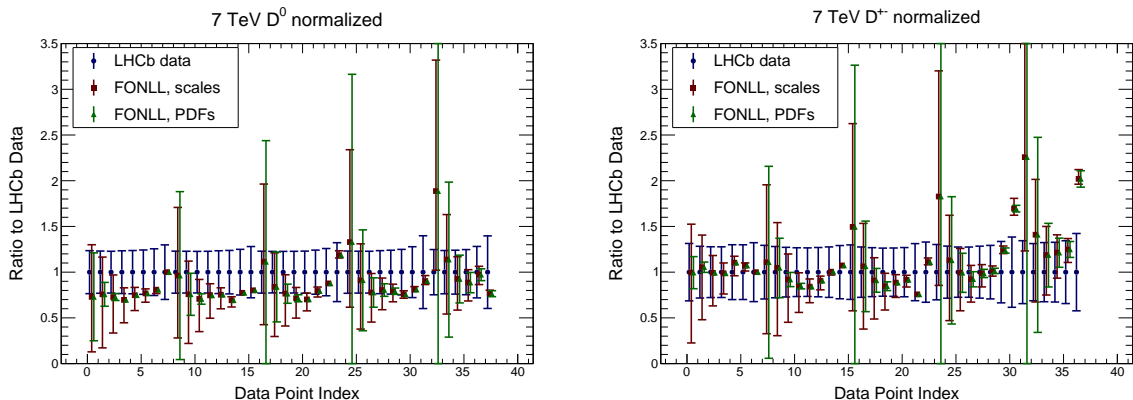 7 TeV D⁰ normalized
Ratio to LHCb Data
3.5
3
2.5
2
1.5
1
0.5
0
LHCb data
FONLL, scales
FONLL, PDFs
0 5 10 15 20 25 30 35 40
Data Point Index
7 TeV D⁺⁻ normalized
Ratio to LHCb Data
3.5
3
2.5
2
1.5
1
0.5
0
LHCb data
FONLL, scales
FONLL, PDFs
0 5 10 15 20 25 30 35 40
Data Point Index